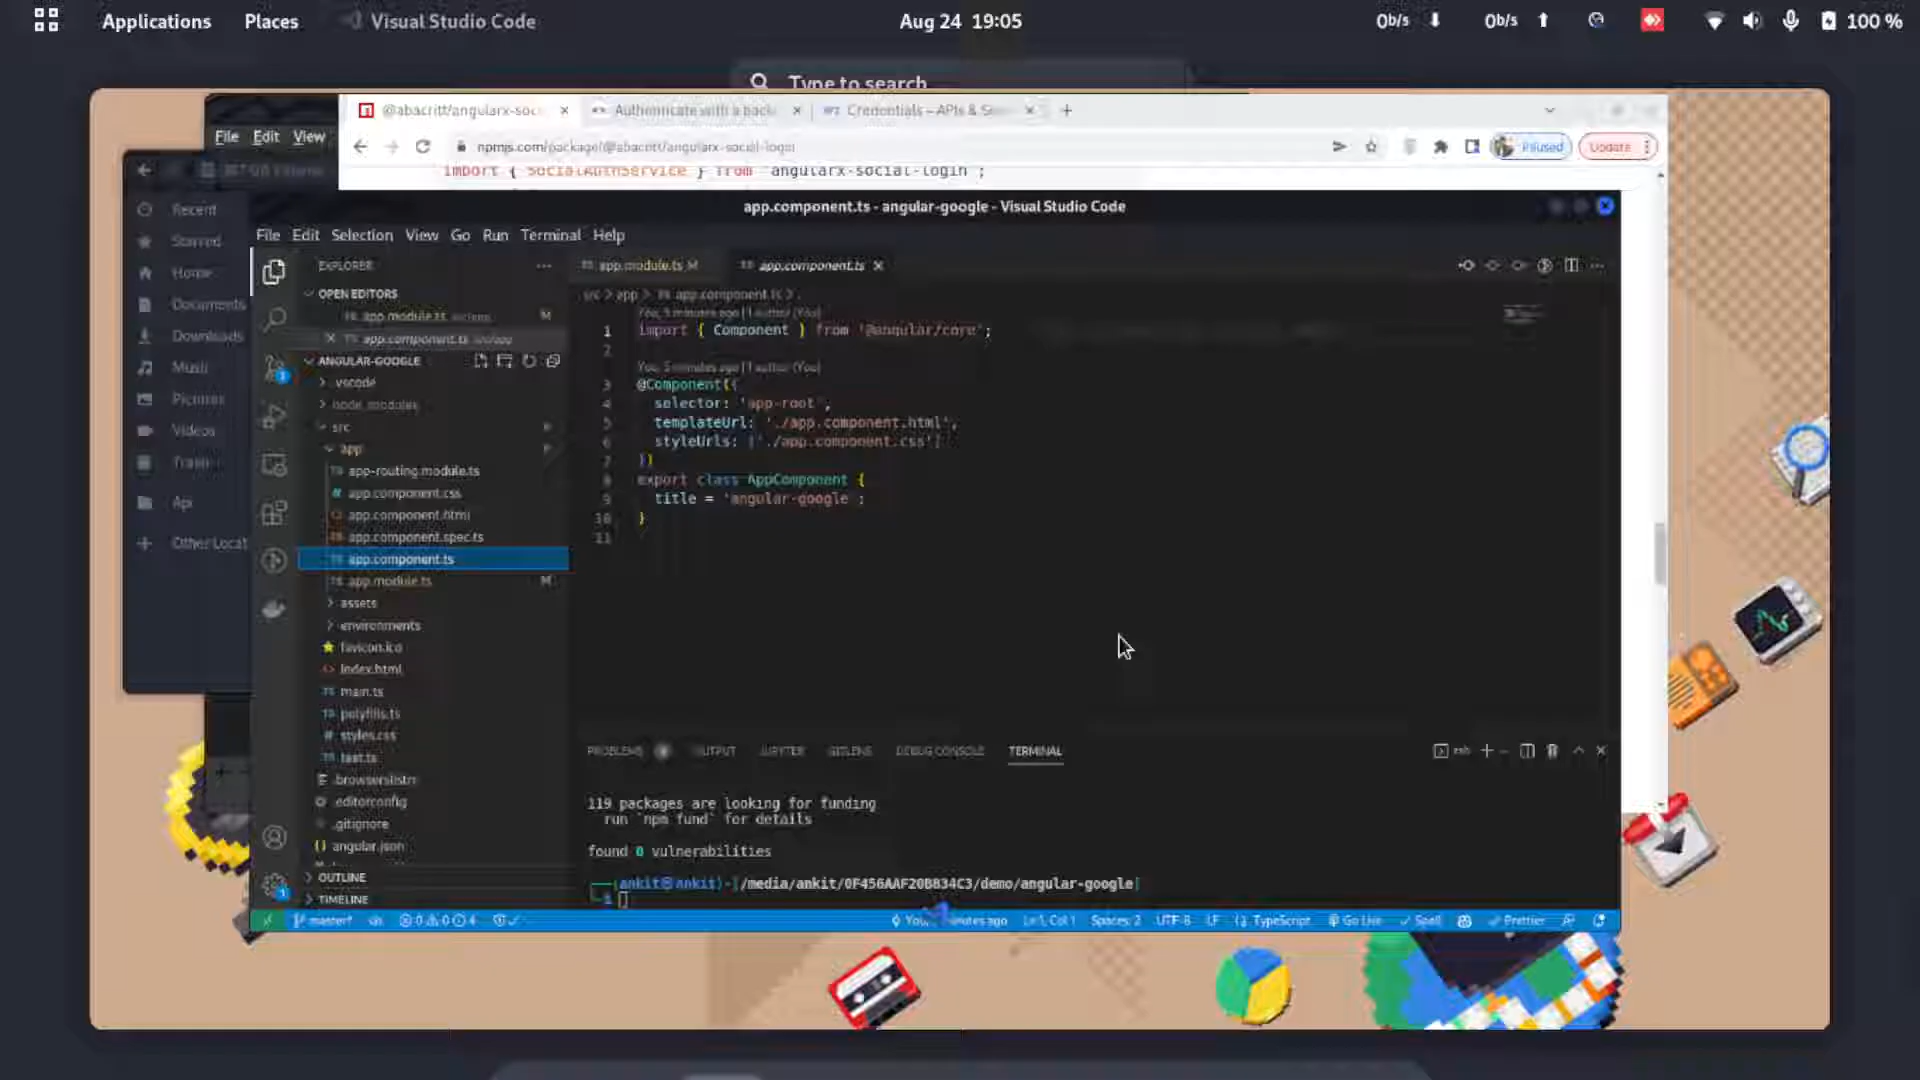 Applications Places Visual Studio Code Aug 24 19:05 0b/s 0b/s 100 %
Type to search
@abacritt/angularx-soci Authenticate with a back Credentials – APIs & Se
File Edit View
npmjs.com/package/@abacritt/angularx-social-login Paused Update
import { SocialAuthService } from "angularx-social-login";
app.component.ts - angular-google - Visual Studio Code
Recent
Starred
Home
Documents
Downloads
Music
Pictures
Videos
Trash
Api
Other Locat
File Edit Selection View Go Run Terminal Help
EXPLORER
OPEN EDITORS
app.module.ts src/app M
app.component.ts src/app
ANGULAR-GOOGLE
.vscode
node_modules
src
app
app-routing.module.ts
app.component.css
app.component.html
app.component.spec.ts
app.component.ts
app.module.ts M
assets
environments
favicon.ico
index.html
main.ts
polyfills.ts
styles.css
test.ts
.browserslistrc
.editorconfig
.gitignore
angular.json
OUTLINE
TIMELINE
app.module.ts M app.component.ts
src > app > app.component.ts >
You, 5 minutes ago | 1 author (You)
1 import { Component } from '@angular/core';
2
You, 5 minutes ago | 1 author (You)
3 @Component({
4 selector: 'app-root',
5 templateUrl: './app.component.html',
6 styleUrls: ['./app.component.css']
7 })
8 export class AppComponent {
9 title = 'angular-google';
10 }
11
PROBLEMS 4 OUTPUT JUPYTER GITLENS DEBUG CONSOLE TERMINAL zsh
119 packages are looking for funding
run `npm fund` for details
found 0 vulnerabilities
(ankit㉿ankit)-[/media/ankit/0F456AAF20B834C3/demo/angular-google]
master* 0 0 4 You, minutes ago Ln 1, Col 1 Spaces: 2 UTF-8 LF TypeScript Go Live Spell Prettier